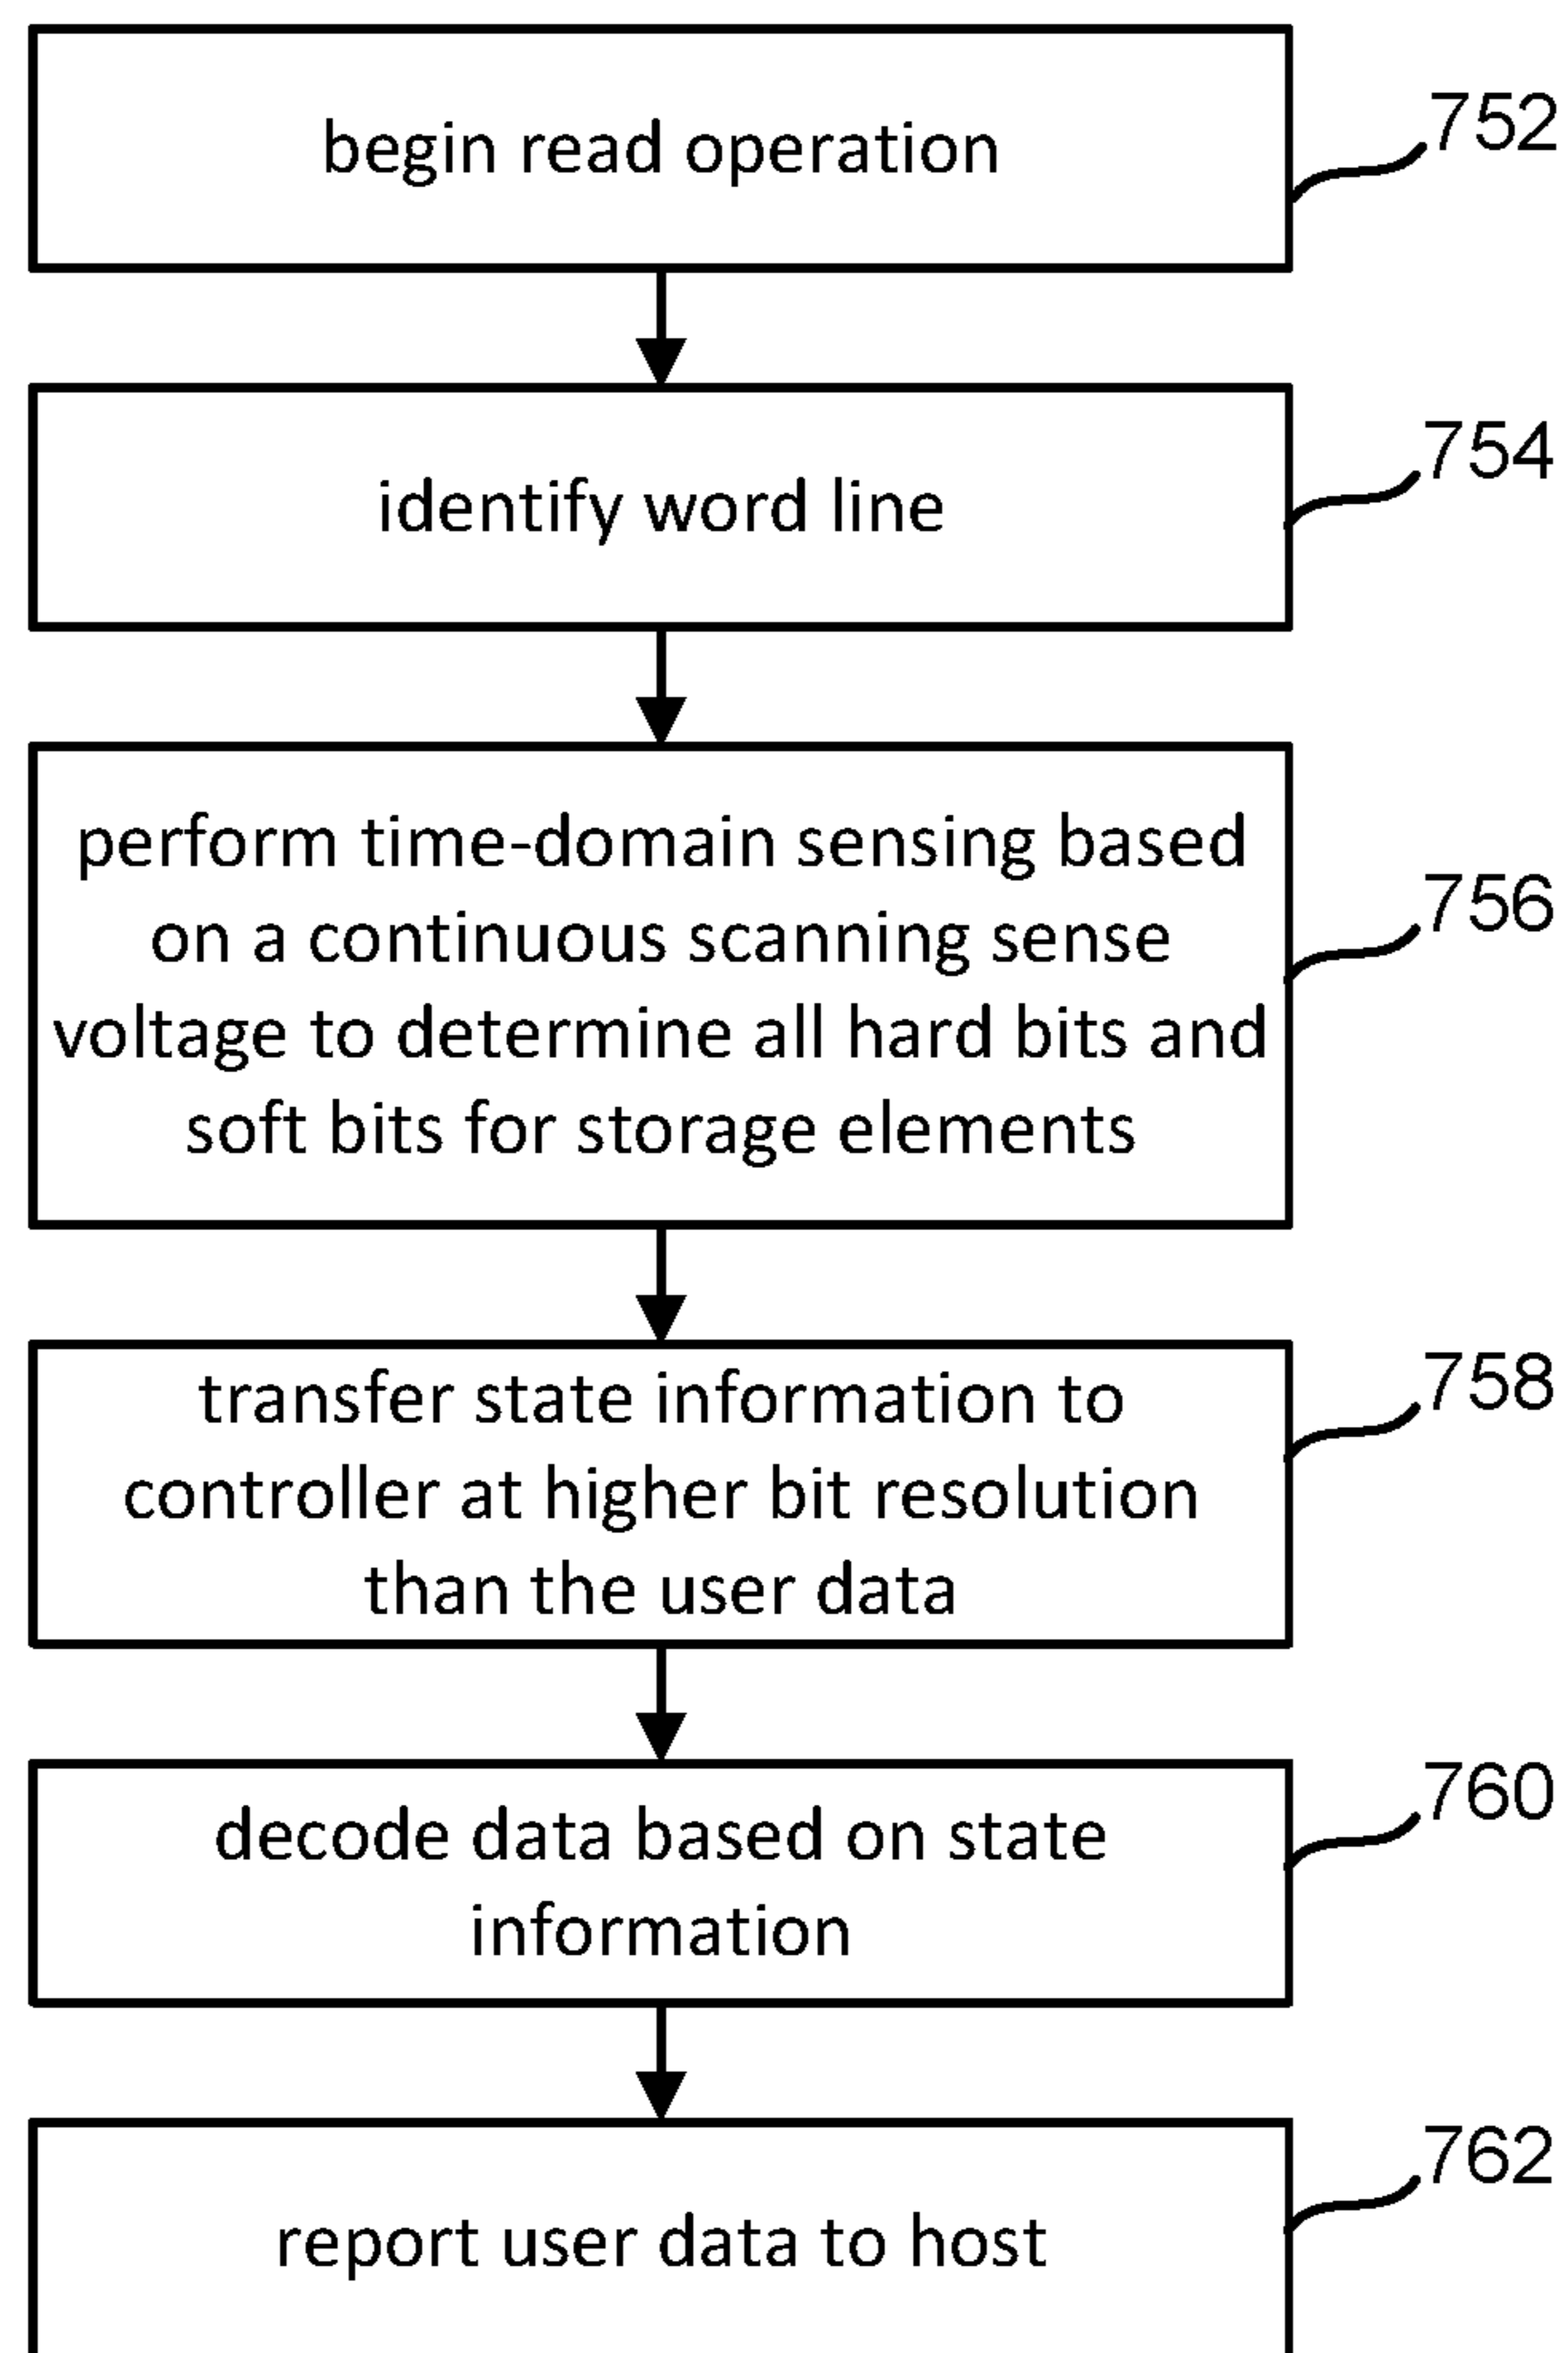 begin read operation
752
identify word line
754
perform time-domain sensing based
on a continuous scanning sense
voltage to determine all hard bits and
soft bits for storage elements
756
transfer state information to
controller at higher bit resolution
than the user data
758
decode data based on state
information
760
report user data to host
762